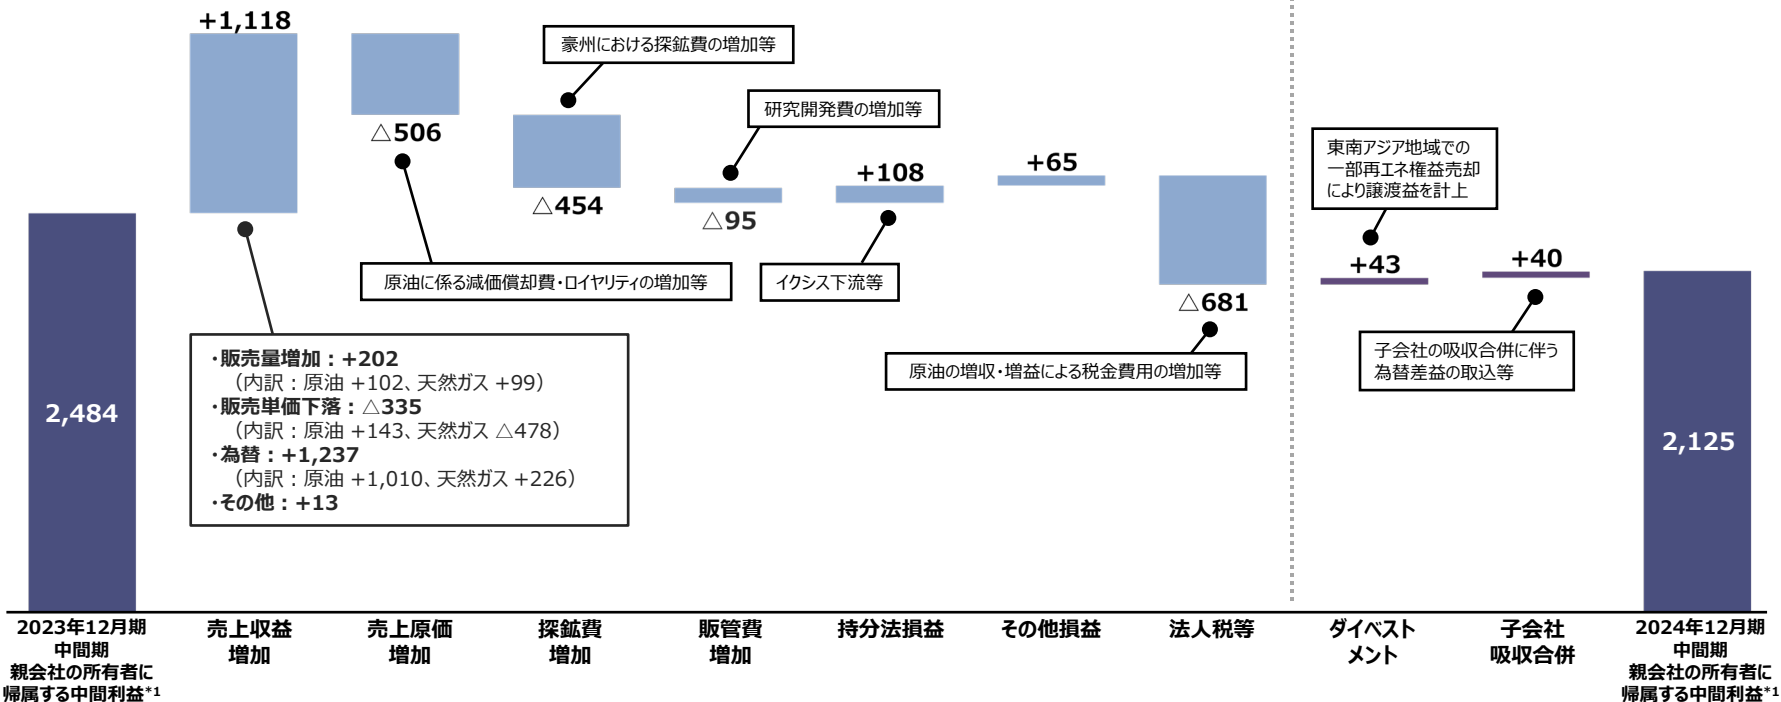 +1,118
△506
豪州における探鉱費の増加等
△454
研究開発費の増加等
△95
+108
+65
△681
東南アジア地域での
一部再エネ権益売却
により譲渡益を計上
+43
+40
原油に係る減価償却費・ロイヤリティの増加等
イクシス下流等
原油の増収・増益による税金費用の増加等
子会社の吸収合併に伴う
為替差益の取込等
・販売量増加：+202
（内訳：原油 +102、天然ガス +99）
・販売単価下落：△335
（内訳：原油 +143、天然ガス △478）
・為替：+1,237
（内訳：原油 +1,010、天然ガス +226）
・その他：+13
2,484
2,125
2023年12月期
中間期
親会社の所有者に
帰属する中間利益*1
売上収益
増加
売上原価
増加
探鉱費
増加
販管費
増加
持分法損益
その他損益
法人税等
ダイベスト
メント
子会社
吸収合併
2024年12月期
中間期
親会社の所有者に
帰属する中間利益*1